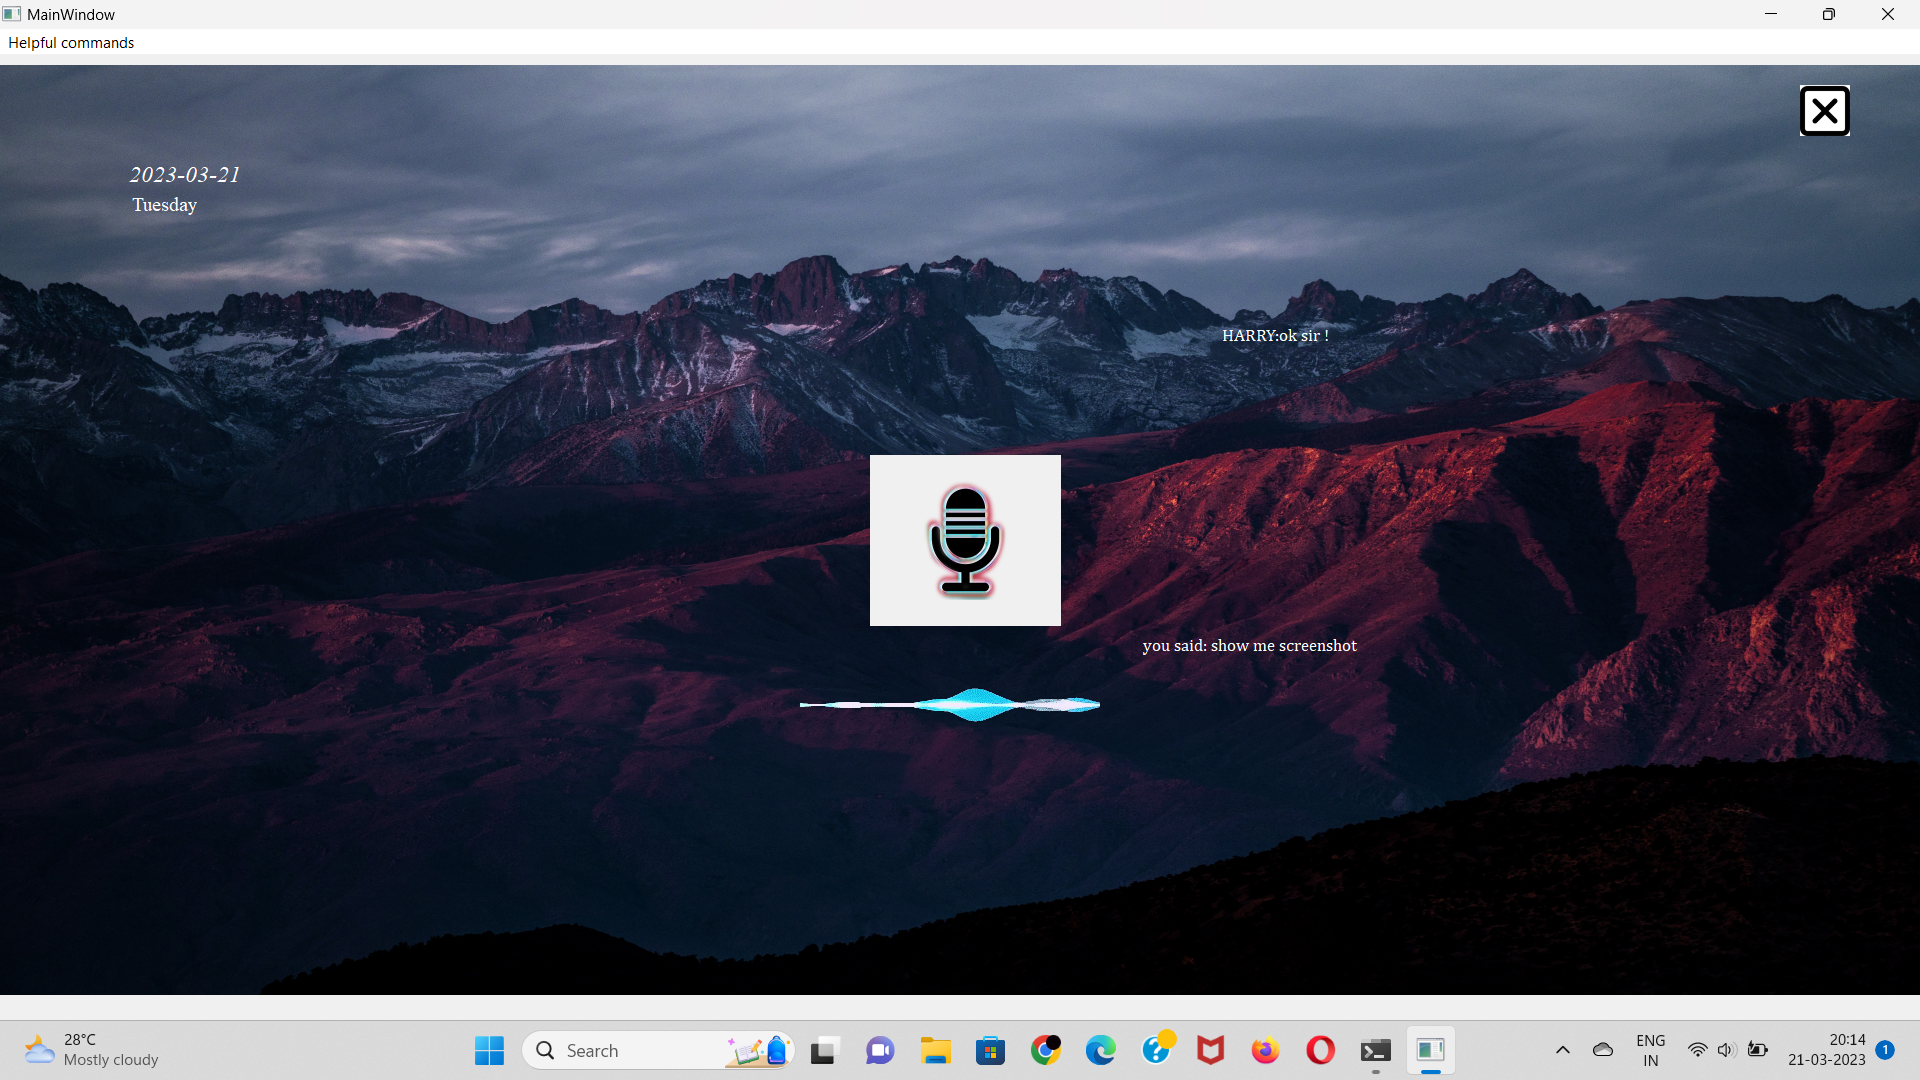 MainWindow
Helpful commands
2023-03-21
Tuesday
HARRY:ok sir !
you said: show me screenshot
28°C
Mostly cloudy
Search
ENG
IN
20:14
21-03-2023
1